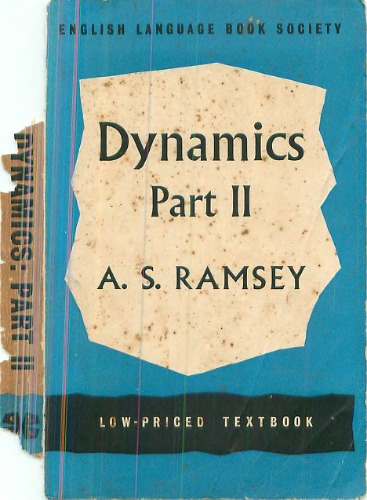 ENGLISH LANGUAGE BOOK SOCIETY
Dynamics
Part II
A. S. RAMSEY
LOW-PRICED TEXTBOOK
DYNAMICS: PART II